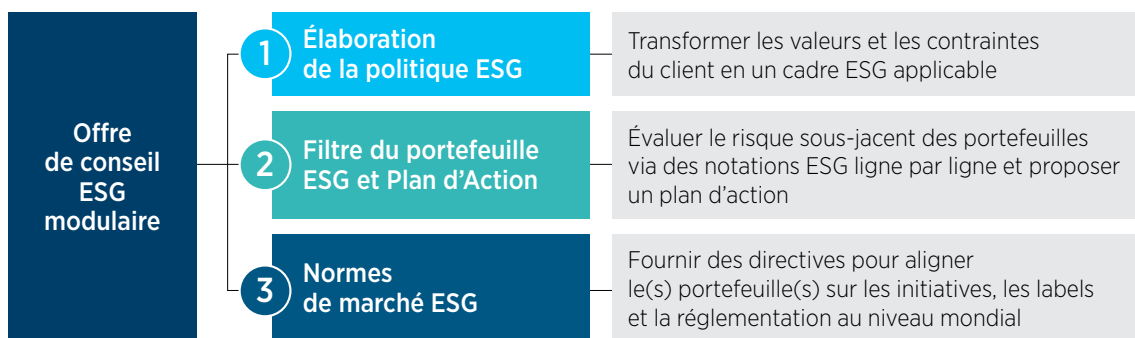 Offre
de conseil
ESG
modulaire
1
Élaboration
de la politique ESG
Transformer les valeurs et les contraintes
du client en un cadre ESG applicable
2
Filtre du portefeuille
ESG et Plan d’Action
Évaluer le risque sous-jacent des portefeuilles
via des notations ESG ligne par ligne et proposer
un plan d’action
3
Normes
de marché ESG
Fournir des directives pour aligner
le(s) portefeuille(s) sur les initiatives, les labels
et la réglementation au niveau mondial